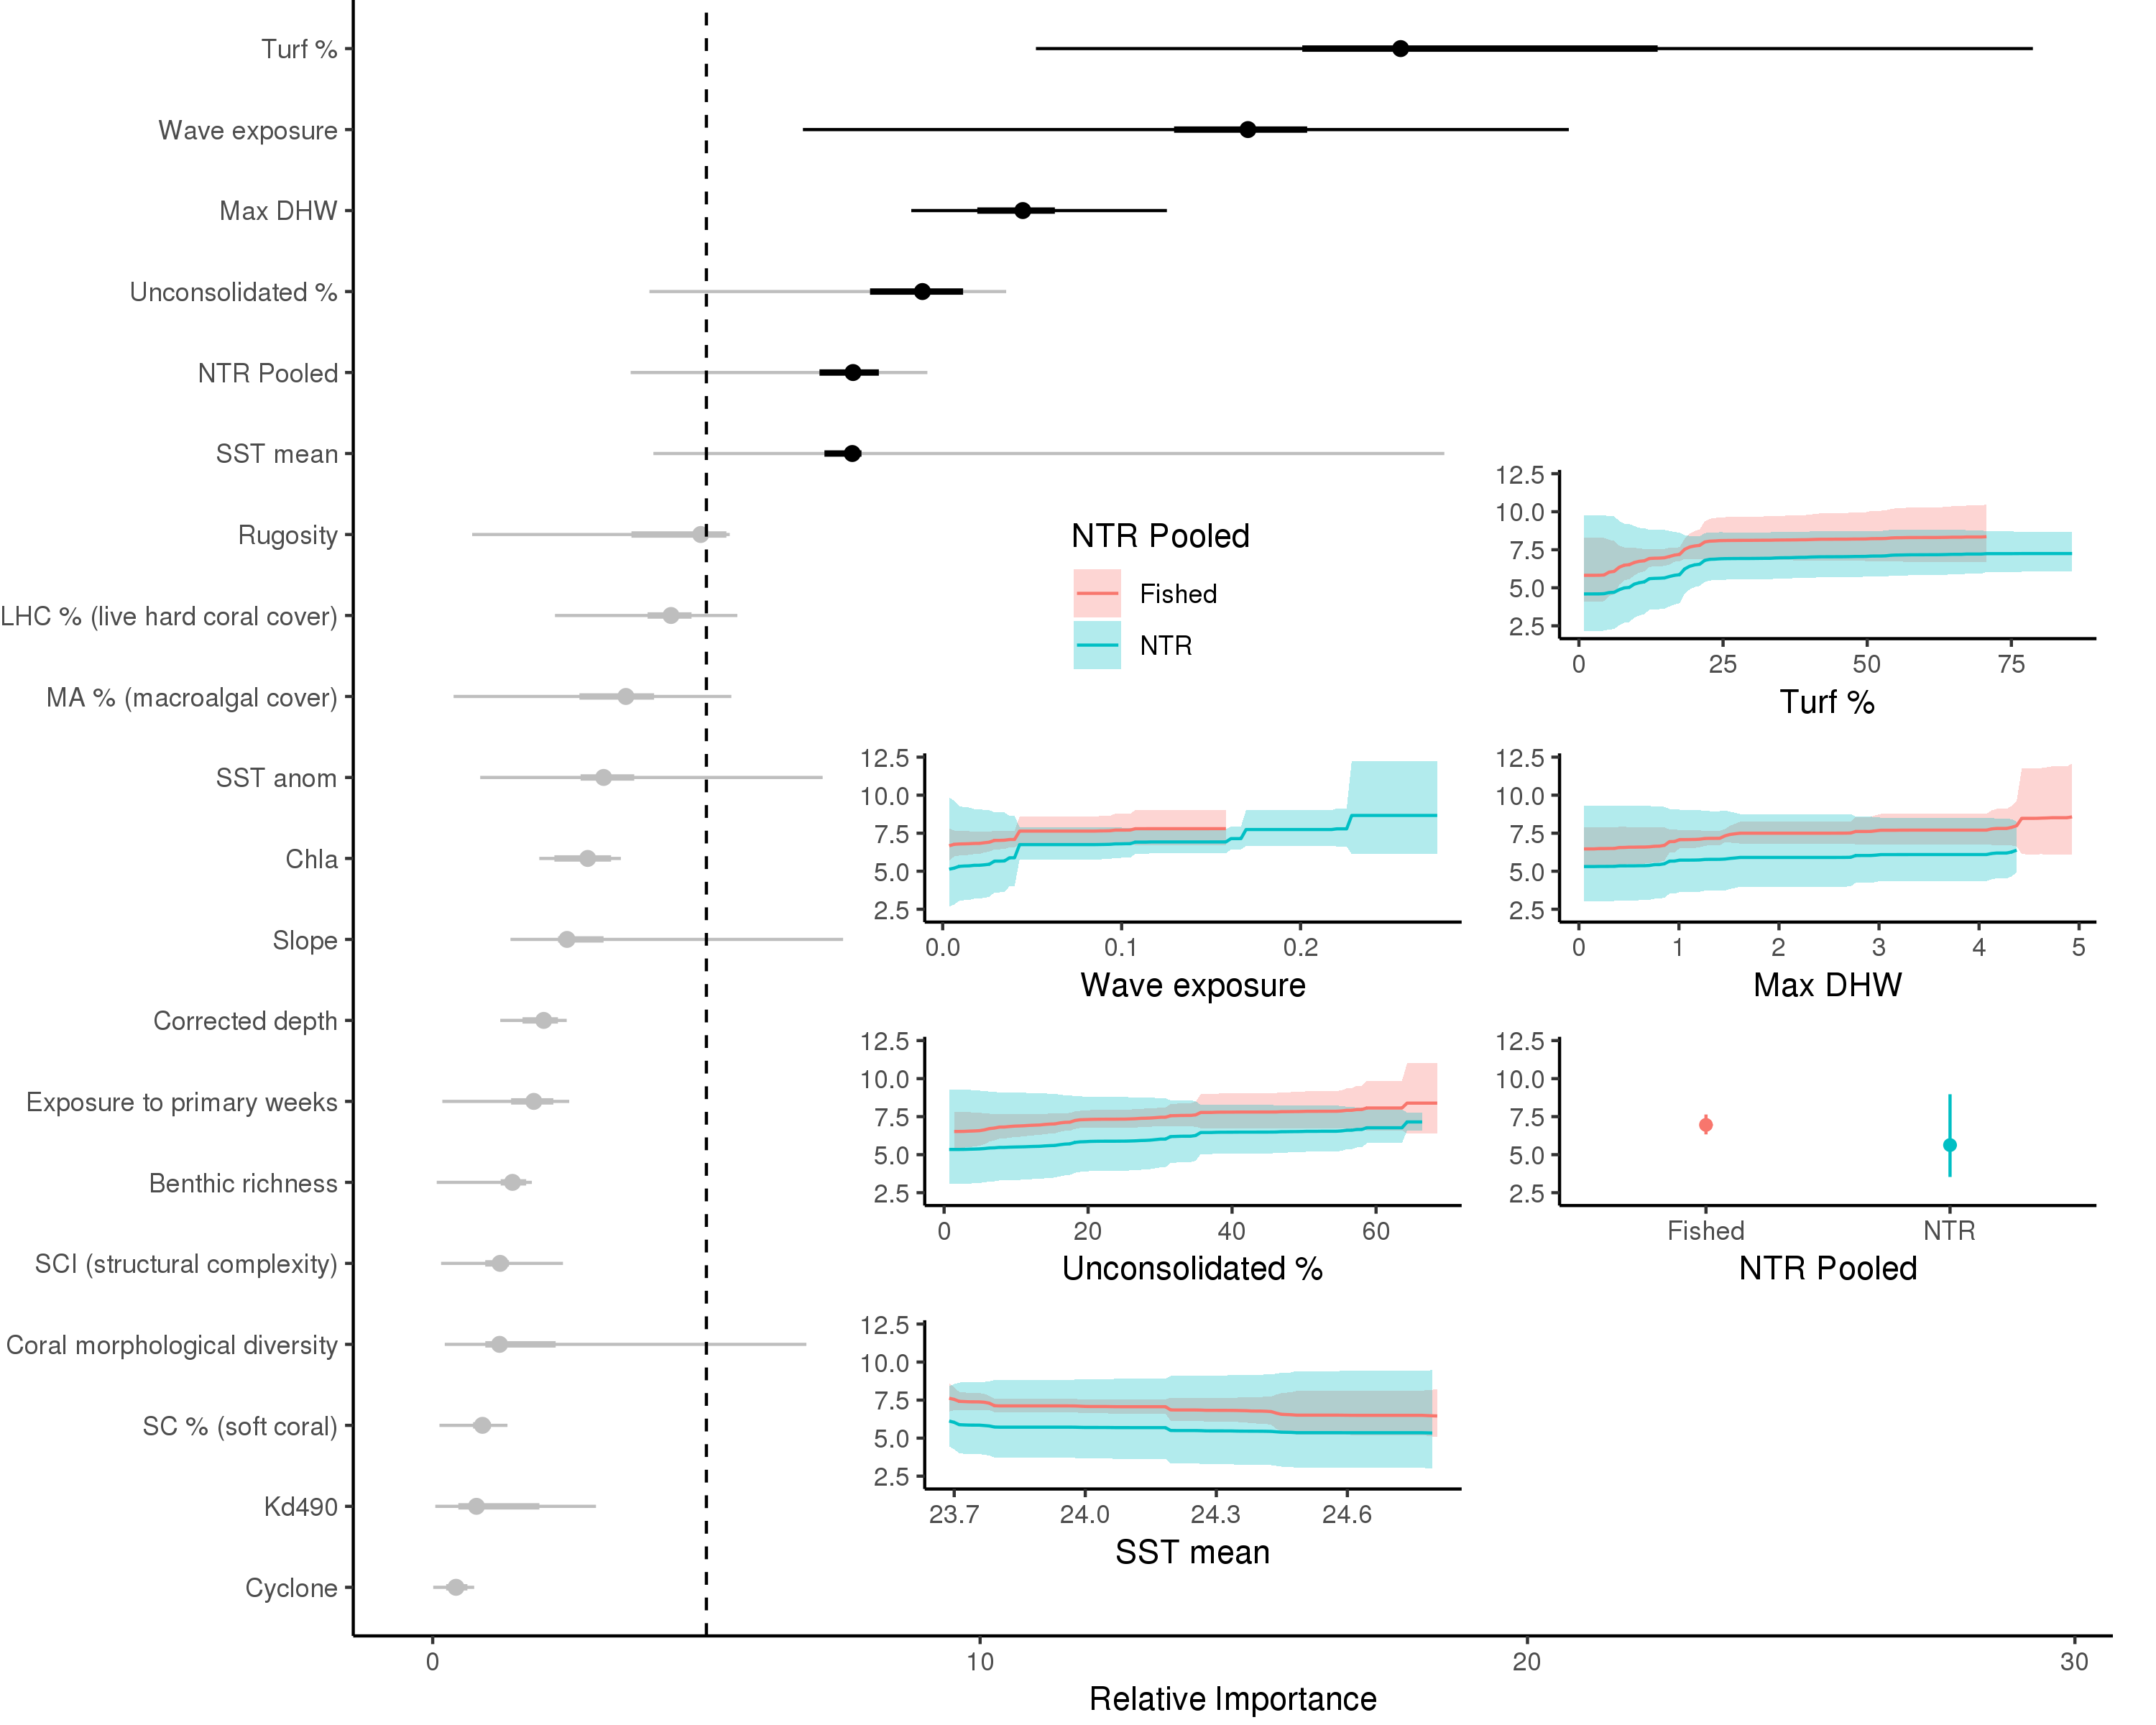 Turf %
Wave exposure
Max DHW
Unconsolidated %
NTR Pooled
SST mean
Rugosity
LHC % (live hard coral cover)
MA % (macroalgal cover)
SST anom
Chla
Slope
Corrected depth
Exposure to primary weeks
Benthic richness
SCI (structural complexity)
Coral morphological diversity
SC % (soft coral)
Kd490
Cyclone
0 10 20 30
Relative Importance
NTR Pooled
Fished
NTR
12.5
10.0
7.5
5.0
2.5
0 25 50 75
Turf %
12.5
10.0
7.5
5.0
2.5
0.0 0.1 0.2
Wave exposure
12.5
10.0
7.5
5.0
2.5
0 1 2 3 4 5
Max DHW
12.5
10.0
7.5
5.0
2.5
0 20 40 60
Unconsolidated %
12.5
10.0
7.5
5.0
2.5
Fished NTR
NTR Pooled
12.5
10.0
7.5
5.0
2.5
23.7 24.0 24.3 24.6
SST mean